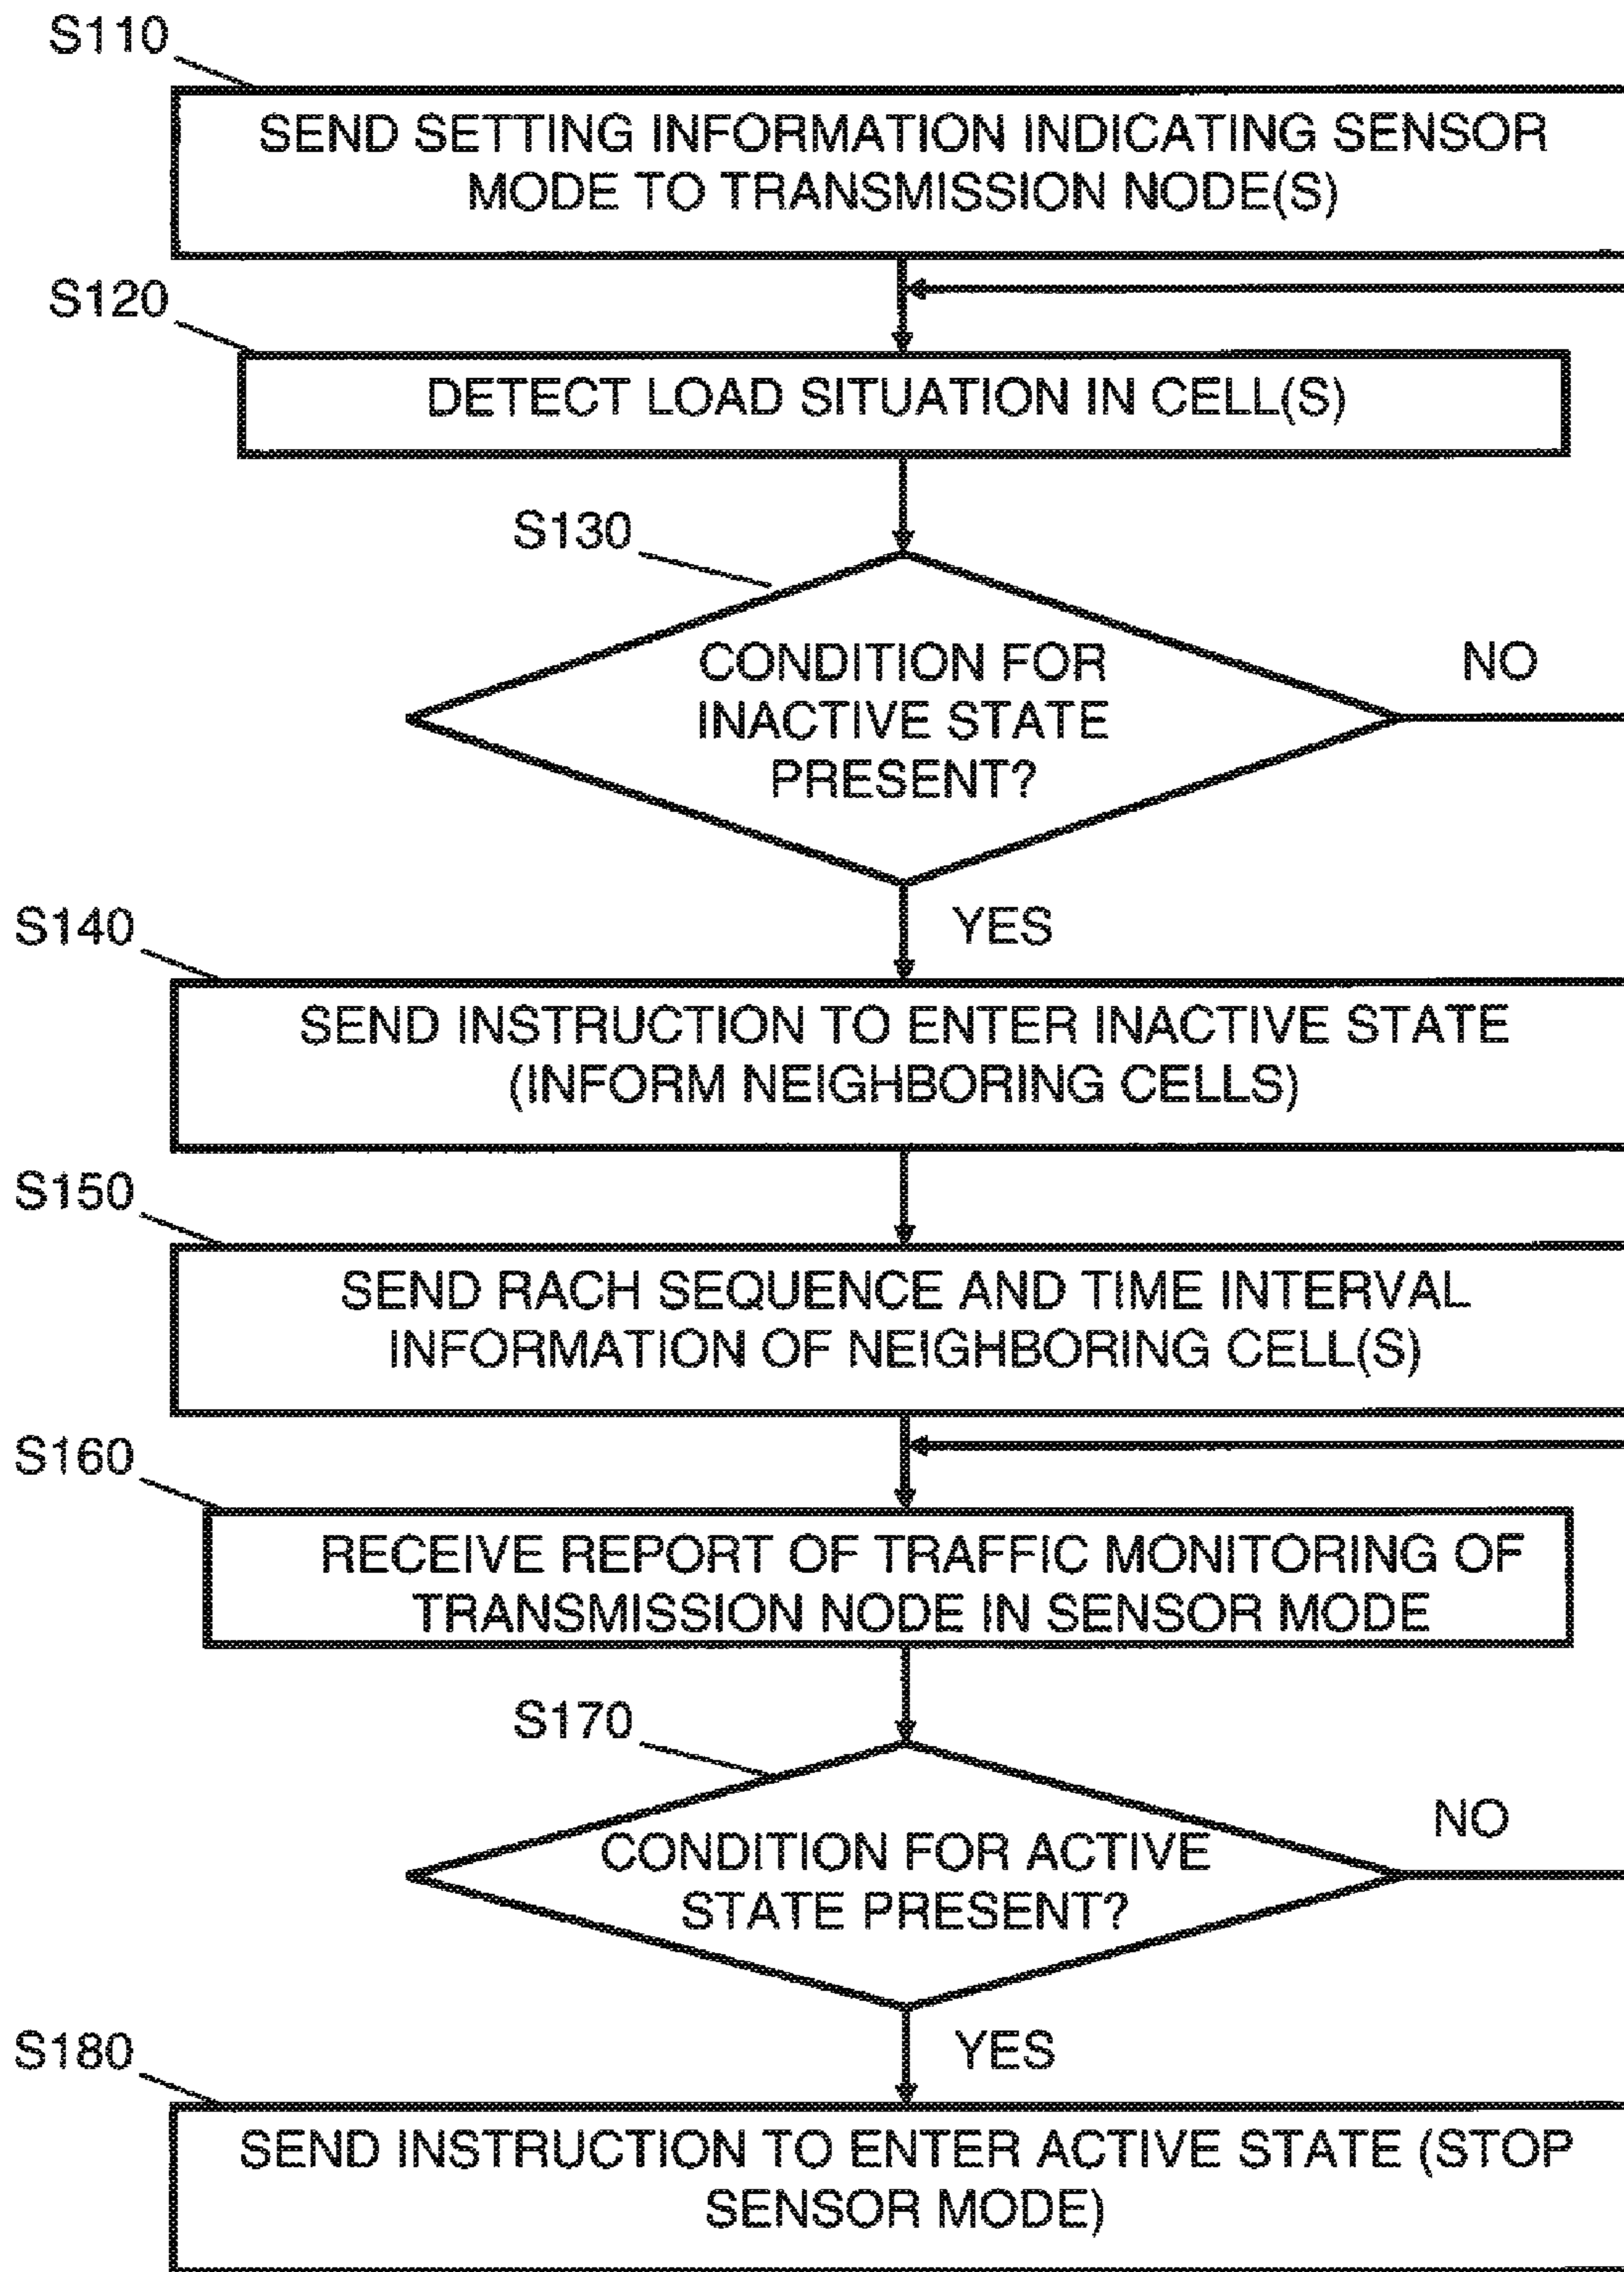 S110
SEND SETTING INFORMATION INDICATING SENSOR
MODE TO TRANSMISSION NODE(S)
S120
DETECT LOAD SITUATION IN CELL(S)
S130
CONDITION FOR
INACTIVE STATE
PRESENT?
NO
YES
S140
SEND INSTRUCTION TO ENTER INACTIVE STATE
(INFORM NEIGHBORING CELLS)
S150
SEND RACH SEQUENCE AND TIME INTERVAL
INFORMATION OF NEIGHBORING CELL(S)
S160
RECEIVE REPORT OF TRAFFIC MONITORING OF
TRANSMISSION NODE IN SENSOR MODE
S170
CONDITION FOR ACTIVE
STATE PRESENT?
NO
YES
S180
SEND INSTRUCTION TO ENTER ACTIVE STATE (STOP
SENSOR MODE)